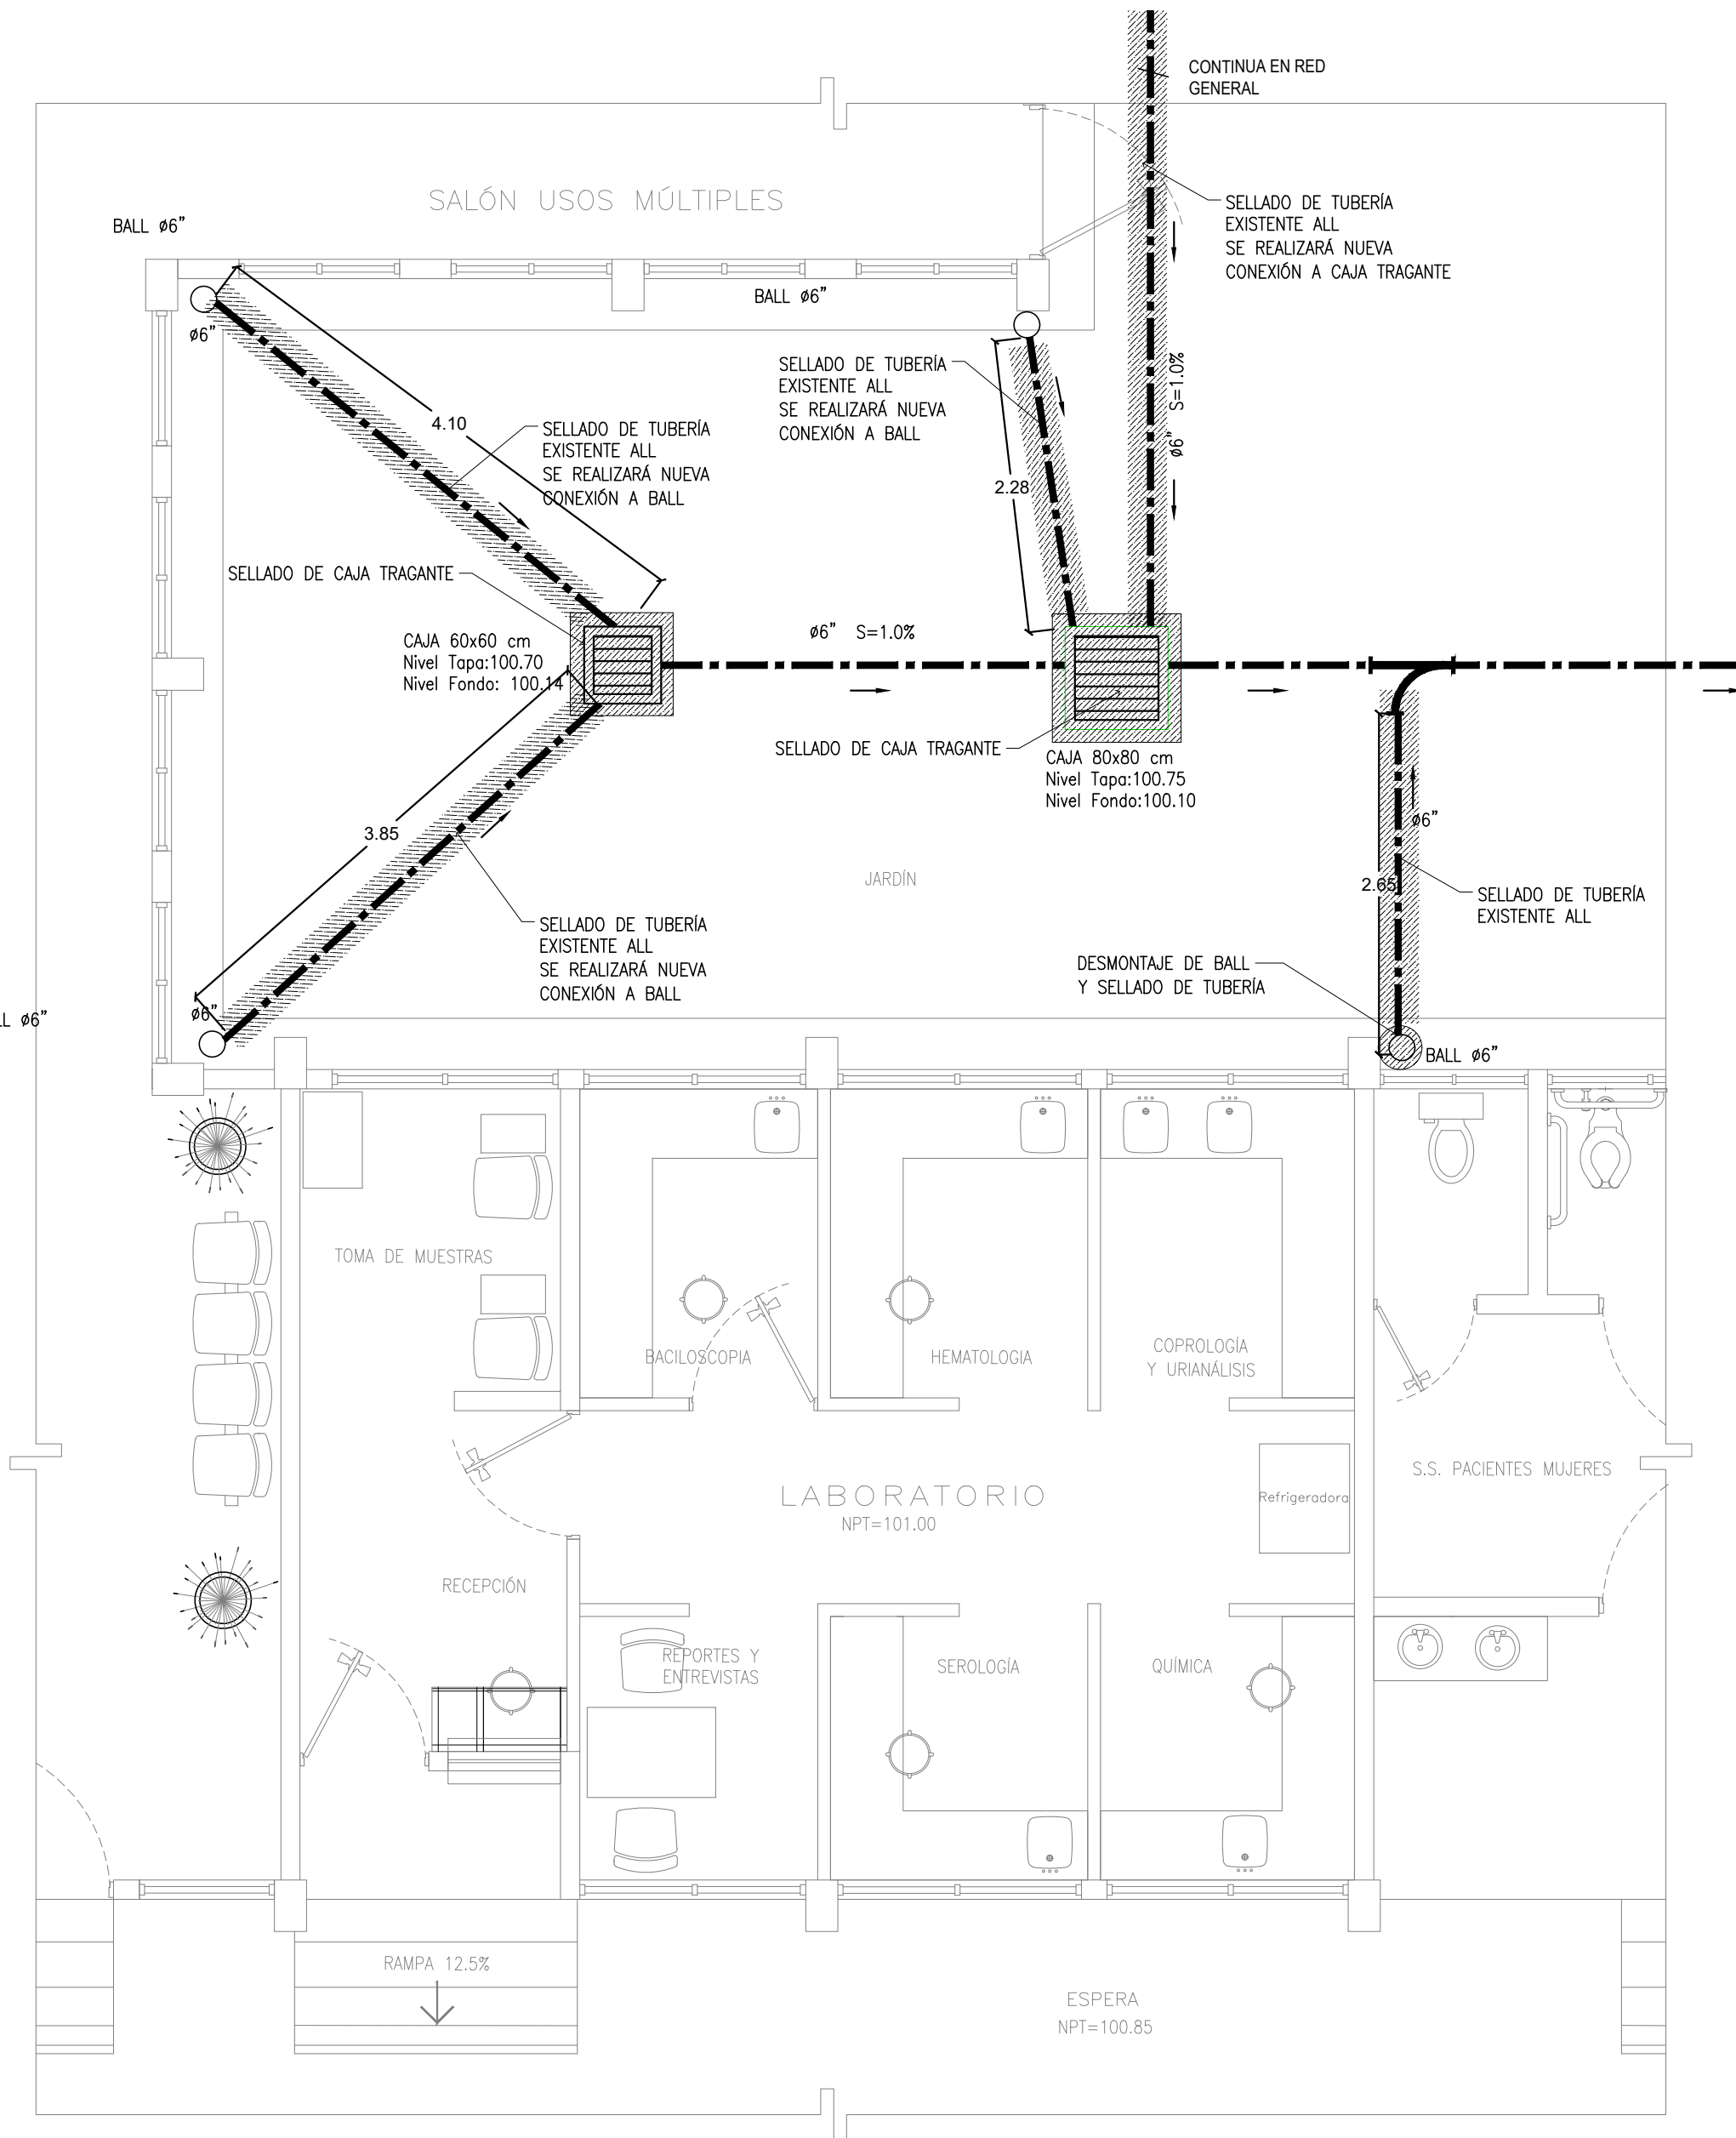 CONTINUA EN RED
GENERAL
SALÓN USOS MÚLTIPLES
BALL ø6"
SELLADO DE TUBERÍA
EXISTENTE ALL
SE REALIZARÁ NUEVA
CONEXIÓN A CAJA TRAGANTE
BALL ø6"
ø6"
SELLADO DE TUBERÍA
EXISTENTE ALL
SE REALIZARÁ NUEVA
CONEXIÓN A BALL
ø6" S=1.0%
4.10
SELLADO DE TUBERÍA
EXISTENTE ALL
SE REALIZARÁ NUEVA
CONEXIÓN A BALL
2.28
SELLADO DE CAJA TRAGANTE
CAJA 60x60 cm
Nivel Tapa:100.70
Nivel Fondo: 100.14
ø6" S=1.0%
SELLADO DE CAJA TRAGANTE
CAJA 80x80 cm
Nivel Tapa:100.75
Nivel Fondo:100.10
ø6"
3.85
JARDÍN
2.65
SELLADO DE TUBERÍA
EXISTENTE ALL
SELLADO DE TUBERÍA
EXISTENTE ALL
SE REALIZARÁ NUEVA
CONEXIÓN A BALL
DESMONTAJE DE BALL
Y SELLADO DE TUBERÍA
ø6"
LL ø6"
BALL ø6"
TOMA DE MUESTRAS
BACILOSCOPIA
HEMATOLOGIA
COPROLOGÍA
Y URIANÁLISIS
S.S. PACIENTES MUJERES
LABORATORIO
NPT=101.00
Refrigeradora
RECEPCIÓN
REPORTES Y
ENTREVISTAS
SEROLOGÍA
QUÍMICA
RAMPA 12.5%
ESPERA
NPT=100.85